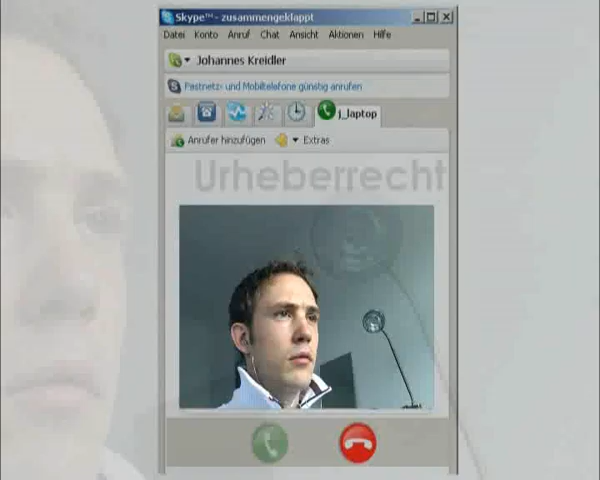 Skype™ - zusammengeklappt
Datei Konto Anruf Chat Ansicht Aktionen Hilfe
Johannes Kreidler
Festnetz- und Mobiltelefone günstig anrufen
j_laptop
Anrufer hinzufügen Extras
Urheberrecht